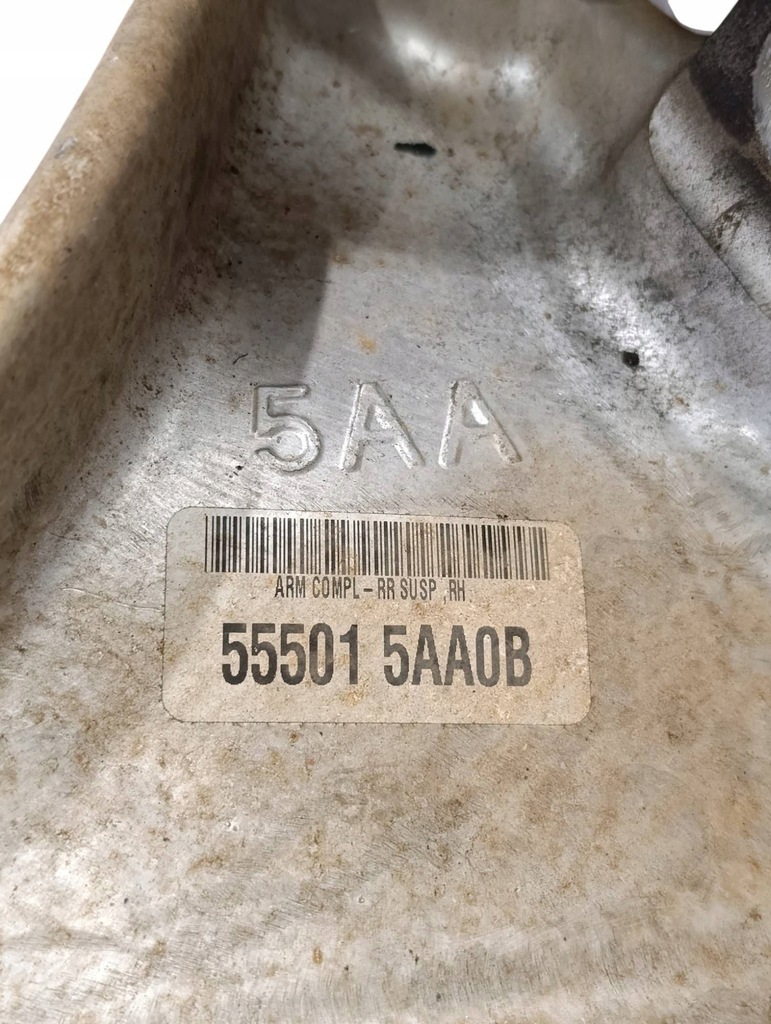 5AA
ARM COMPL-RR SUSP ,RH
55501 5AA0B